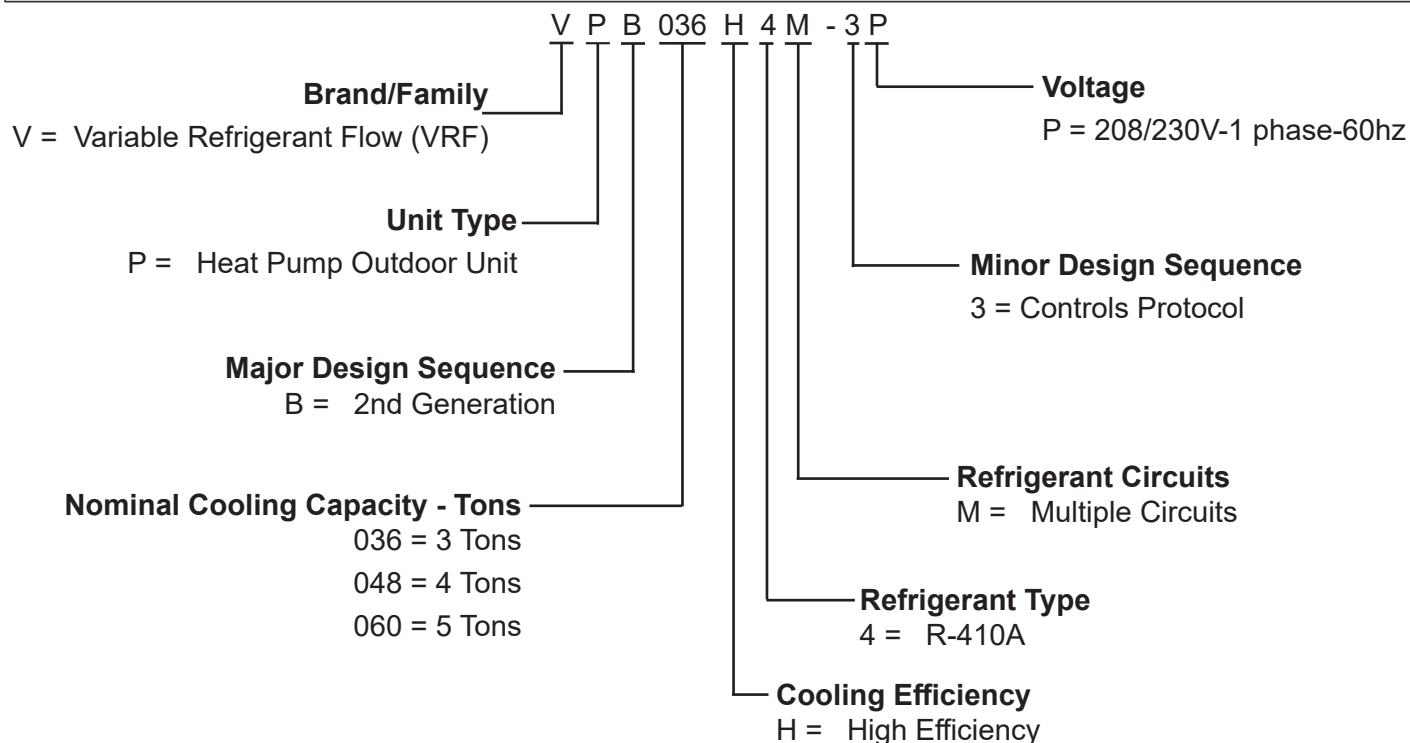 V P B 036 H 4 M - 3 P
Brand/Family
V = Variable Refrigerant Flow (VRF)
Voltage
P = 208/230V-1 phase-60hz
Unit Type
P = Heat Pump Outdoor Unit
Minor Design Sequence
3 = Controls Protocol
Major Design Sequence
B = 2nd Generation
Nominal Cooling Capacity - Tons
036 = 3 Tons
048 = 4 Tons
060 = 5 Tons
Refrigerant Circuits
M = Multiple Circuits
Refrigerant Type
4 = R-410A
Cooling Efficiency
H = High Efficiency